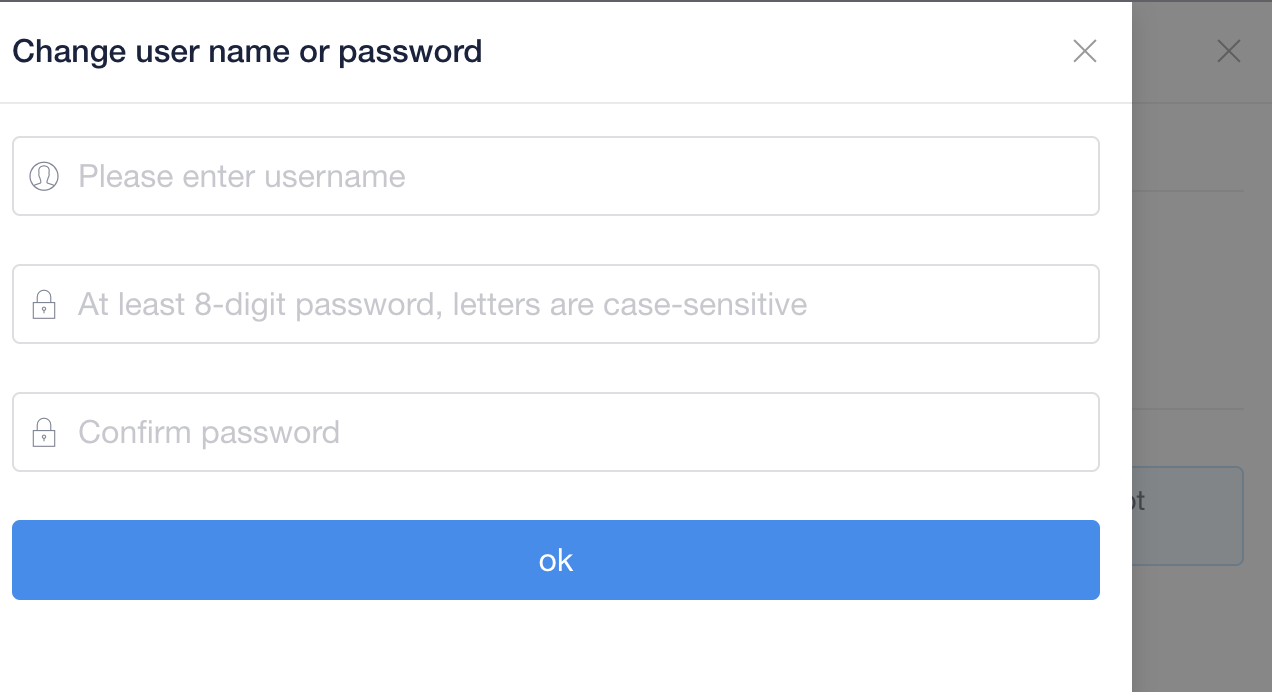 Change user name or password
Please enter username
At least 8-digit password, letters are case-sensitive
Confirm password
ok